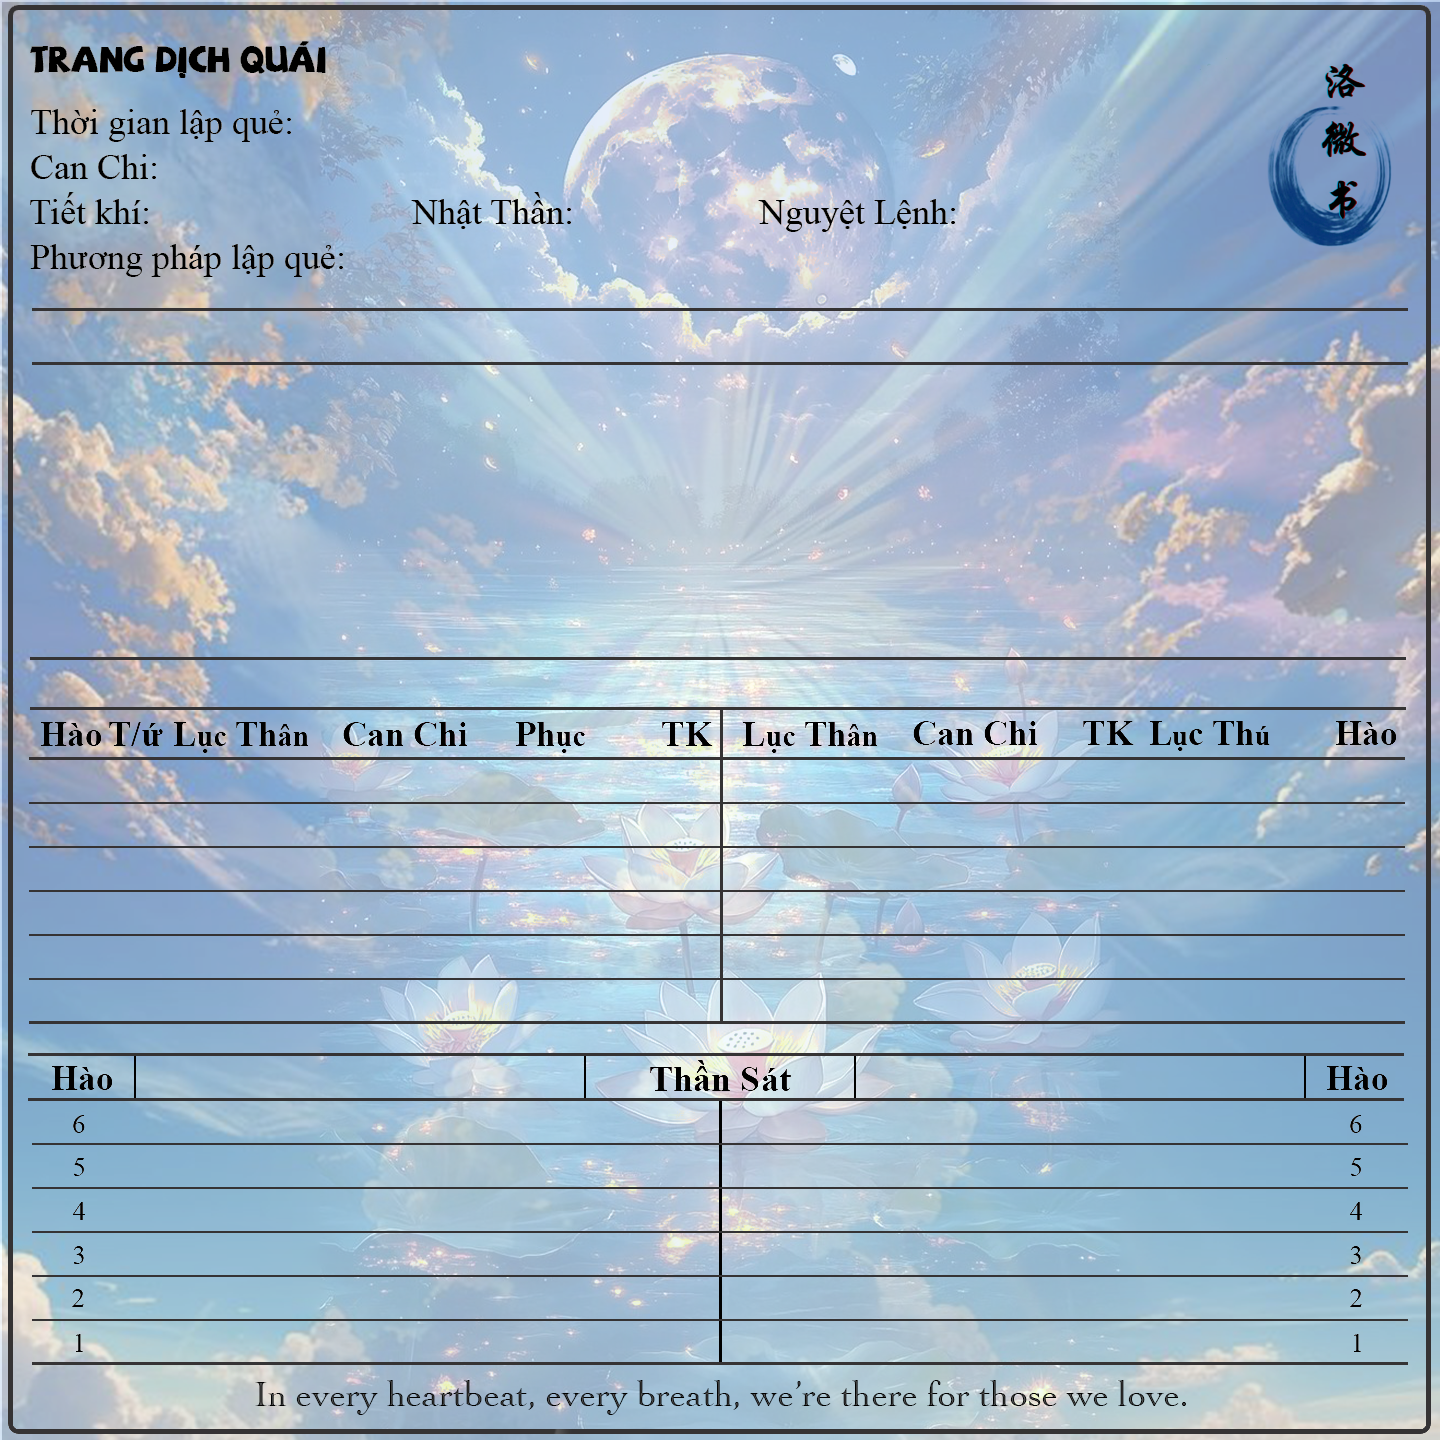 TRANG DỊCH QUÁI
洛
微
书
Thời gian lập quẻ:
Can Chi:
Tiết khí: Nhật Thần: Nguyệt Lệnh:
Phương pháp lập quẻ:
Hào T/ứ Lục Thân Can Chi Phục TK Lục Thân Can Chi TK Lục Thú Hào
Hào Thần Sát Hào
6 6
5 5
4 4
3 3
2 2
1 1
In every heartbeat, every breath, we're there for those we love.